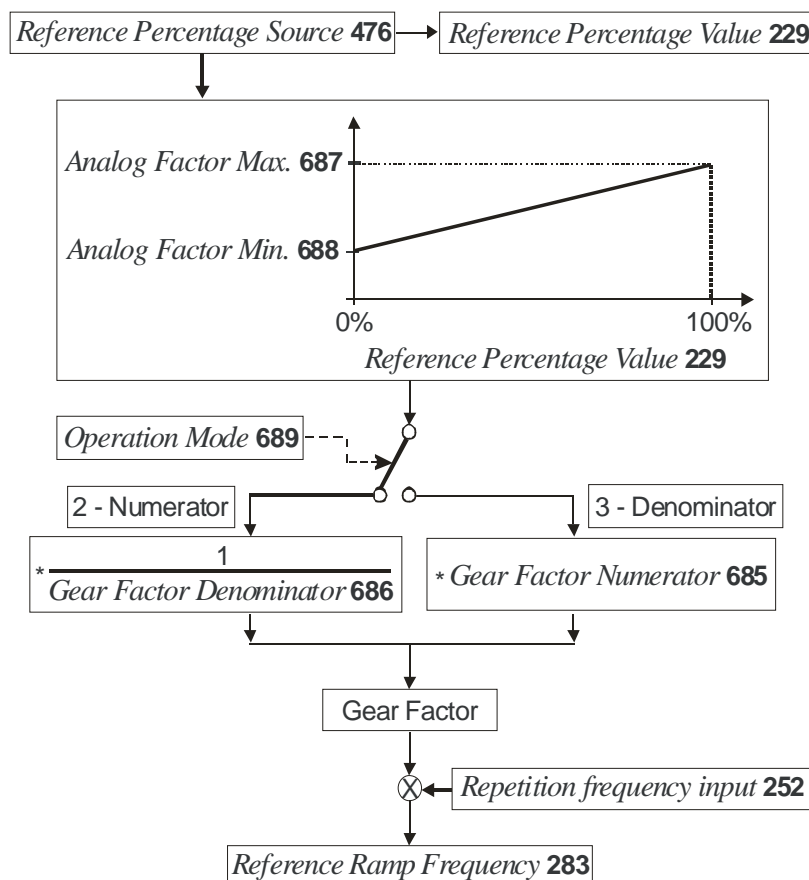 Reference Percentage Source 476
Reference Percentage Value 229
Analog Factor Max. 687
Analog Factor Min. 688
0%
100%
Reference Percentage Value 229
Operation Mode 689
2 - Numerator
3 - Denominator
1
* Gear Factor Denominator 686
* Gear Factor Numerator 685
Gear Factor
X
Repetition frequency input 252
Reference Ramp Frequency 283